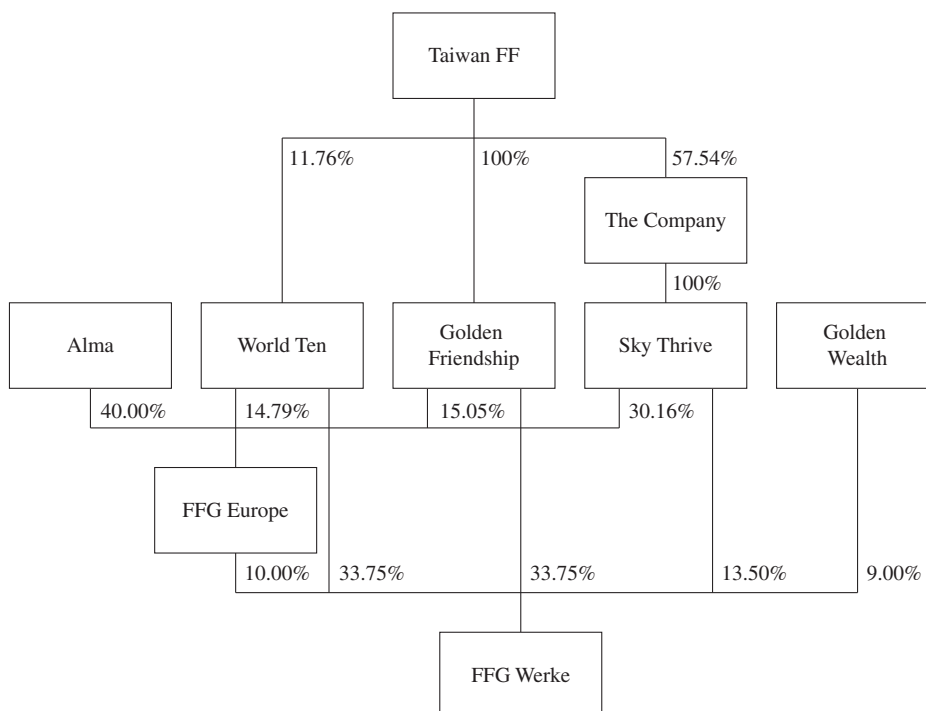 Taiwan FF
11.76%
100%
57.54%
The Company
100%
Alma
World Ten
Golden
Friendship
Sky Thrive
Golden
Wealth
40.00%
14.79%
15.05%
30.16%
FFG Europe
10.00%
33.75%
33.75%
13.50%
9.00%
FFG Werke